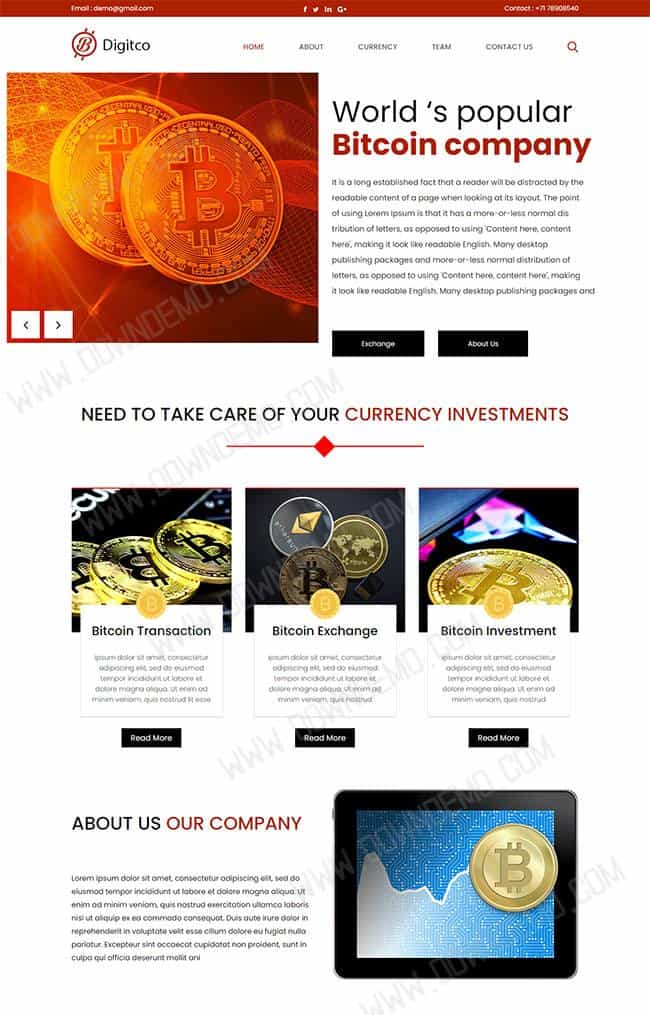 Email : demo@gmail.com
Contact : +71 78908540
Digitco
HOME
ABOUT
CURRENCY
TEAM
CONTACT US
World ‘s popular
Bitcoin company
It is a long established fact that a reader will be distracted by the
readable content of a page when looking at its layout. The point
of using Lorem Ipsum is that it has a more-or-less normal dis
tribution of letters, as opposed to using 'Content here, content
here', making it look like readable English. Many desktop
publishing packages and more-or-less normal distribution of
letters, as opposed to using 'Content here, content here', making
it look like readable English. Many desktop publishing packages and
Exchange
About Us
NEED TO TAKE CARE OF YOUR CURRENCY INVESTMENTS
Bitcoin Transaction
ipsum dolor sit amet, consectetur
adipiscing elit, sed do eiusmod
tempor incididunt ut labore et
dolore magna aliqua. Ut enim ad
minim veniam, quis nostrud lit esse
Read More
Bitcoin Exchange
ipsum dolor sit amet, consectetur
adipiscing elit, sed do eiusmod
tempor incididunt ut labore et
dolore magna aliqua. Ut enim ad
minim veniam, quis nostrud
Read More
Bitcoin Investment
ipsum dolor sit amet, consectetur
adipiscing elit, sed do eiusmod
tempor incididunt ut labore et
dolore magna aliqua. Ut enim ad
minim veniam, quis nostrud
Read More
ABOUT US OUR COMPANY
Lorem ipsum dolor sit amet, consectetur adipiscing elit, sed do
eiusmod tempor incididunt ut labore et dolore magna aliqua. Ut
enim ad minim veniam, quis nostrud exercitation ullamco laboris
nisi ut aliquip ex ea commodo consequat. Duis aute irure dolor in
reprehenderit in voluptate velit esse cillum dolore eu fugiat nulla
pariatur. Excepteur sint occaecat cupidatat non proident, sunt in
culpa qui officia deserunt mollit ani
WWW.DOWNDEMO.COM